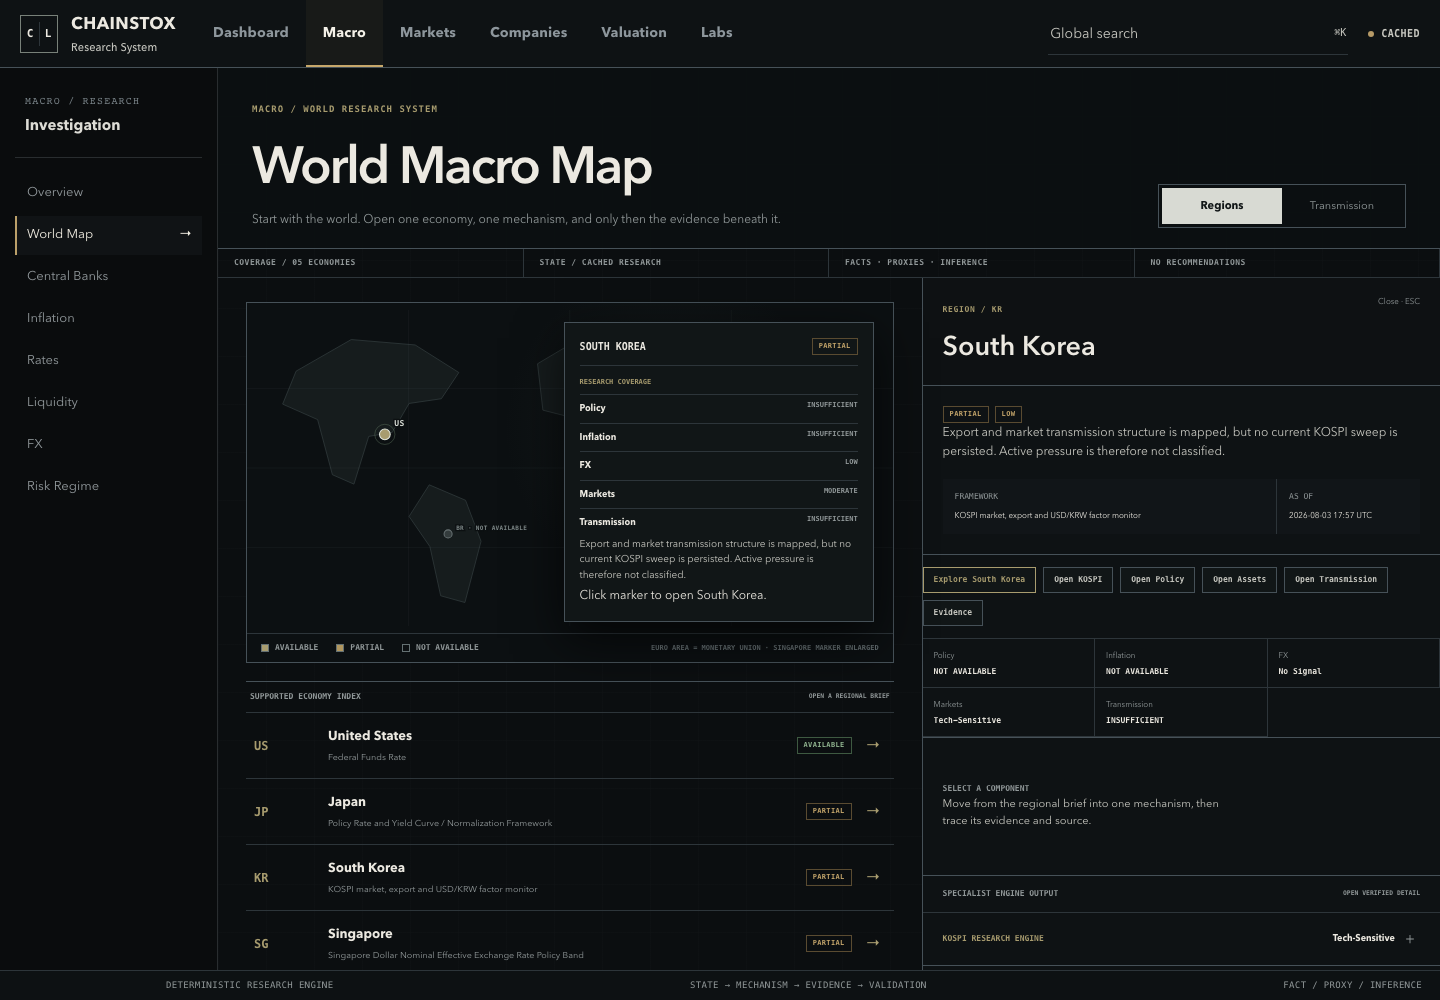 C L
CHAINSTOX
Research System
Dashboard
Macro
Markets
Companies
Valuation
Labs
Global search
⌘K
CACHED
MACRO / RESEARCH
Investigation
Overview
World Map →
Central Banks
Inflation
Rates
Liquidity
FX
Risk Regime
MACRO / WORLD RESEARCH SYSTEM
World Macro Map
Start with the world. Open one economy, one mechanism, and only then the evidence beneath it.
Regions
Transmission
COVERAGE / 05 ECONOMIES
STATE / CACHED RESEARCH
FACTS · PROXIES · INFERENCE
NO RECOMMENDATIONS
US
BR · NOT AVAILABLE
SOUTH KOREA
PARTIAL
RESEARCH COVERAGE
Policy INSUFFICIENT
Inflation INSUFFICIENT
FX LOW
Markets MODERATE
Transmission INSUFFICIENT
Export and market transmission structure is mapped, but no
current KOSPI sweep is persisted. Active pressure is
therefore not classified.
Click marker to open South Korea.
AVAILABLE
PARTIAL
NOT AVAILABLE
EURO AREA = MONETARY UNION · SINGAPORE MARKER ENLARGED
SUPPORTED ECONOMY INDEX
OPEN A REGIONAL BRIEF
US
United States
Federal Funds Rate
AVAILABLE →
JP
Japan
Policy Rate and Yield Curve / Normalization Framework
PARTIAL →
KR
South Korea
KOSPI market, export and USD/KRW factor monitor
PARTIAL →
SG
Singapore
Singapore Dollar Nominal Effective Exchange Rate Policy Band
PARTIAL →
REGION / KR
Close · ESC
South Korea
PARTIAL
LOW
Export and market transmission structure is mapped, but no current KOSPI sweep is
persisted. Active pressure is therefore not classified.
FRAMEWORK
KOSPI market, export and USD/KRW factor monitor
AS OF
2026-08-03 17:57 UTC
Explore South Korea
Open KOSPI
Open Policy
Open Assets
Open Transmission
Evidence
Policy
NOT AVAILABLE
Inflation
NOT AVAILABLE
FX
No Signal
Markets
Tech-Sensitive
Transmission
INSUFFICIENT
SELECT A COMPONENT
Move from the regional brief into one mechanism, then
trace its evidence and source.
SPECIALIST ENGINE OUTPUT
OPEN VERIFIED DETAIL
KOSPI RESEARCH ENGINE
Tech-Sensitive +
DETERMINISTIC RESEARCH ENGINE
STATE → MECHANISM → EVIDENCE → VALIDATION
FACT / PROXY / INFERENCE